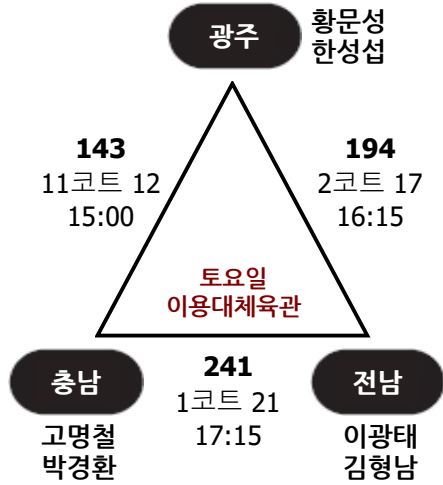 광주
황문성
한성섭
143
11코트 12
15:00
194
2코트 17
16:15
토요일
이용대체육관
충남
고명철
박경환
241
1코트 21
17:15
전남
이광태
김형남